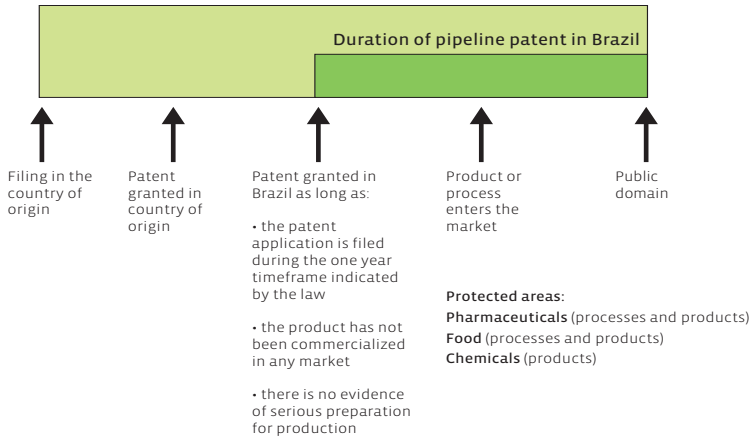 Duration of pipeline patent in Brazil
Filing in the
country of
origin
Patent
granted in
country of
origin
Patent granted in
Brazil as long as:
• the patent
application is filed
during the one year
timeframe indicated
by the law
• the product has not
been commercialized
in any market
• there is no evidence
of serious preparation
for production
Product or
process
enters the
market
Public
domain
Protected areas:
Pharmaceuticals (processes and products)
Food (processes and products)
Chemicals (products)